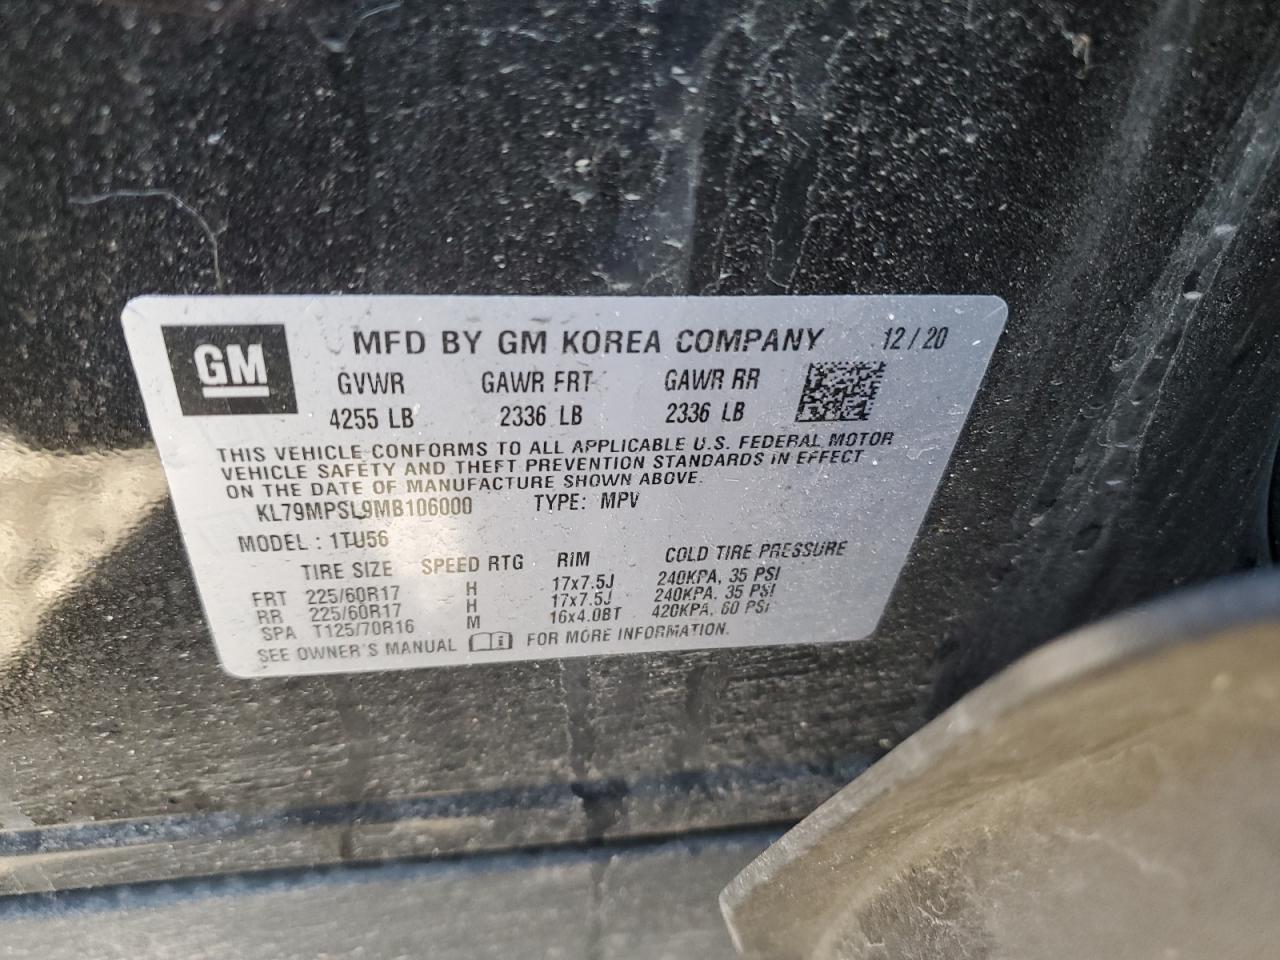 GM MFD BY GM KOREA COMPANY 12/20
GVWR GAWR FRT GAWR RR
4255 LB 2336 LB 2336 LB
THIS VEHICLE CONFORMS TO ALL APPLICABLE U.S. FEDERAL MOTOR
VEHICLE SAFETY AND THEFT PREVENTION STANDARDS IN EFFECT
ON THE DATE OF MANUFACTURE SHOWN ABOVE.
KL79MPSL9MB106000 TYPE: MPV
MODEL: 1TU56
TIRE SIZE SPEED RTG RIM COLD TIRE PRESSURE
FRT 225/60R17 H 17x7.5J 240KPA, 35 PSI
RR 225/60R17 H 17x7.5J 240KPA, 35 PSI
SPA T125/70R16 M 16x4.0BT 420KPA, 60 PSI
SEE OWNER'S MANUAL i FOR MORE INFORMATION.